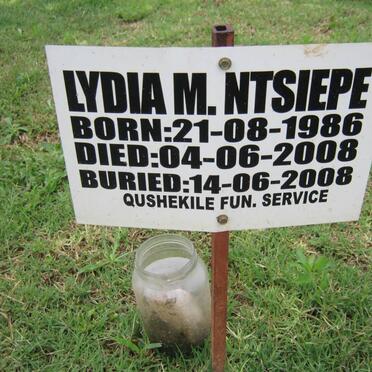 LYDIA M. NTSIEPE
BORN:21-08-1986
DIED:04-06-2008
BURIED:14-06-2008
QUSHEKILE FUN. SERVICE